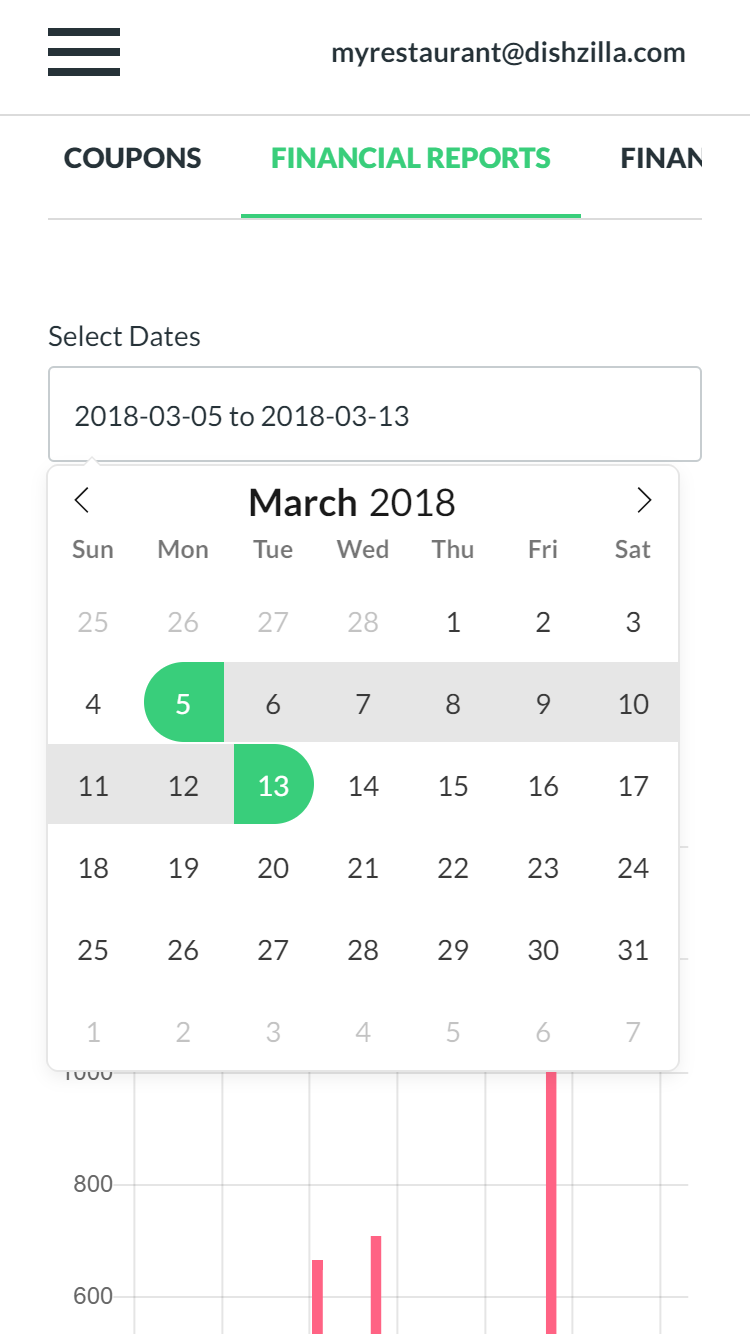 myrestaurant@dishzilla.com
COUPONS FINANCIAL REPORTS FINAN
Select Dates
2018-03-05 to 2018-03-13
March 2018
Sun Mon Tue Wed Thu Fri Sat
25 26 27 28 1 2 3
4 5 6 7 8 9 10
11 12 13 14 15 16 17
18 19 20 21 22 23 24
25 26 27 28 29 30 31
1 2 3 4 5 6 7
1000
800
600